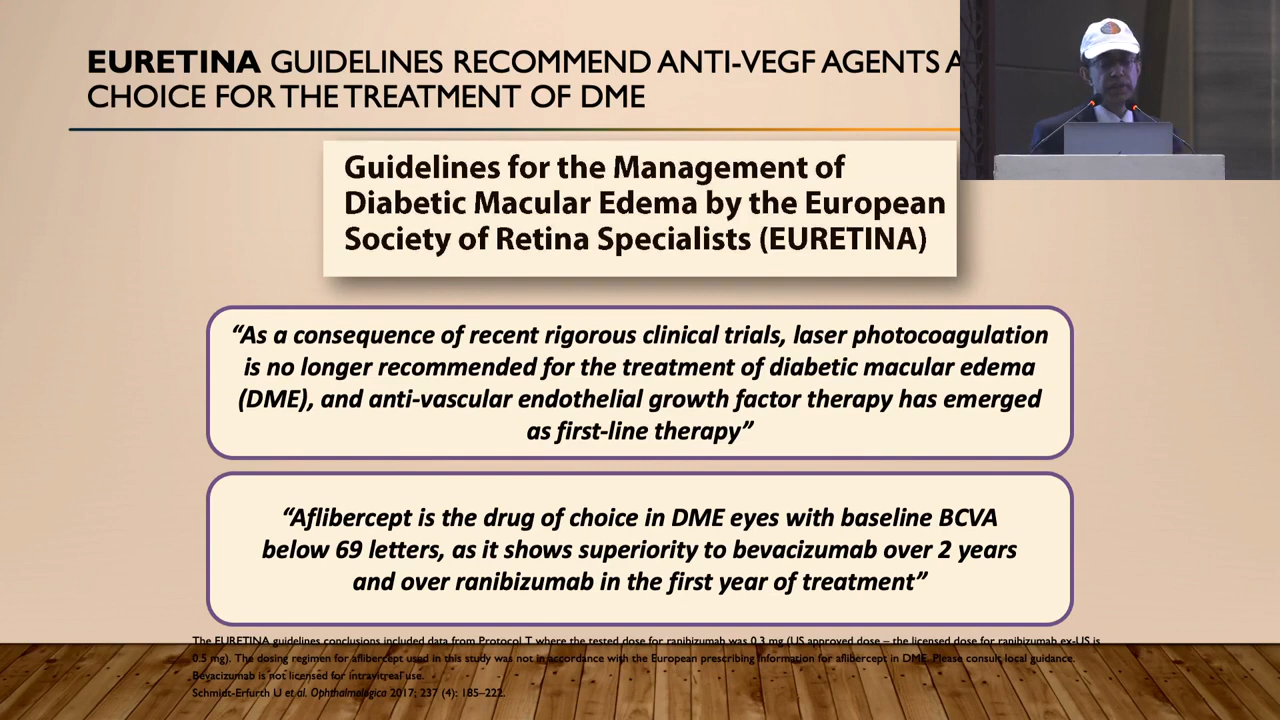 EURETINA GUIDELINES RECOMMEND ANTI-VEGF AGENTS A
CHOICE FOR THE TREATMENT OF DME
Guidelines for the Management of
Diabetic Macular Edema by the European
Society of Retina Specialists (EURETINA)
“As a consequence of recent rigorous clinical trials, laser photocoagulation
is no longer recommended for the treatment of diabetic macular edema
(DME), and anti-vascular endothelial growth factor therapy has emerged
as first-line therapy”
“Aflibercept is the drug of choice in DME eyes with baseline BCVA
below 69 letters, as it shows superiority to bevacizumab over 2 years
and over ranibizumab in the first year of treatment”
The EURETINA guidelines conclusions included data from Protocol T where the tested dose for ranibizumab was 0.3 mg (US approved dose – the licensed dose for ranibizumab ex-US is
0.5 mg). The dosing regimen for aflibercept used in this study was not in accordance with the European prescribing information for aflibercept in DME. Please consult local guidance.
Bevacizumab is not licensed for intravitreal use.
Schmidt-Erfurth U et al. Ophthalmologica 2017; 237 (4): 185–222.